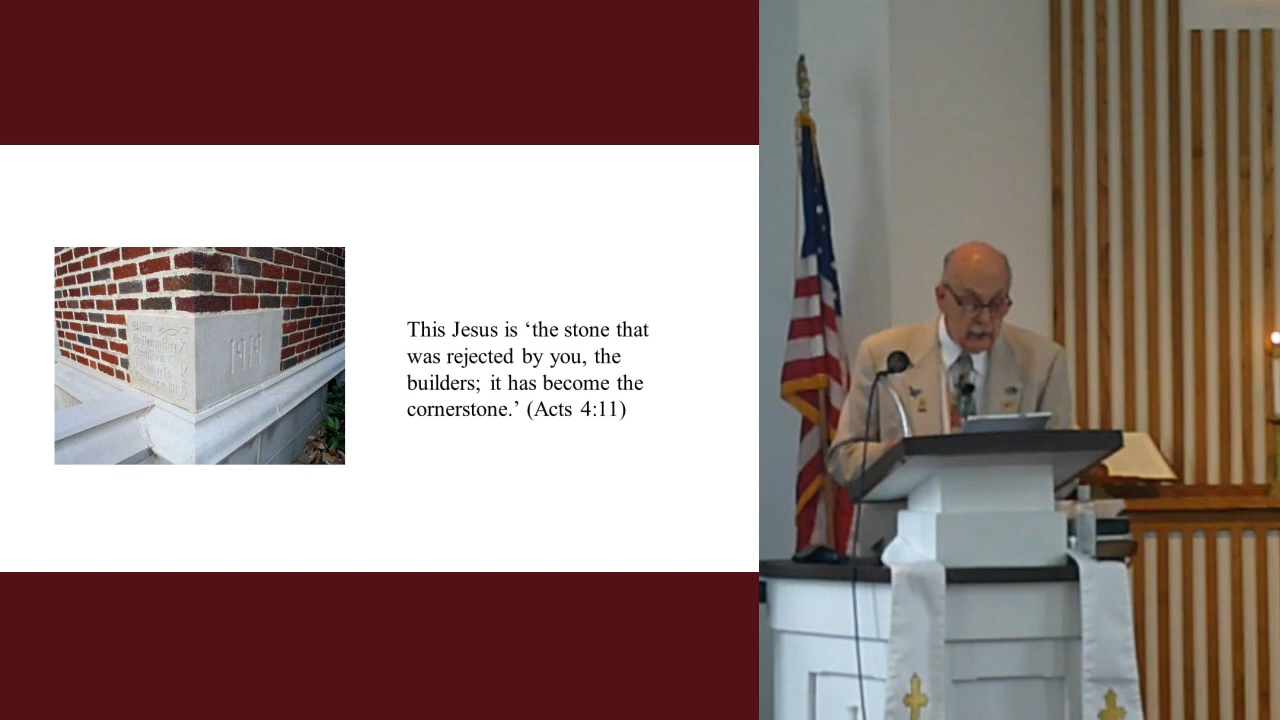 This Jesus is ‘the stone that
was rejected by you, the
builders; it has become the
cornerstone.’ (Acts 4:11)
1919